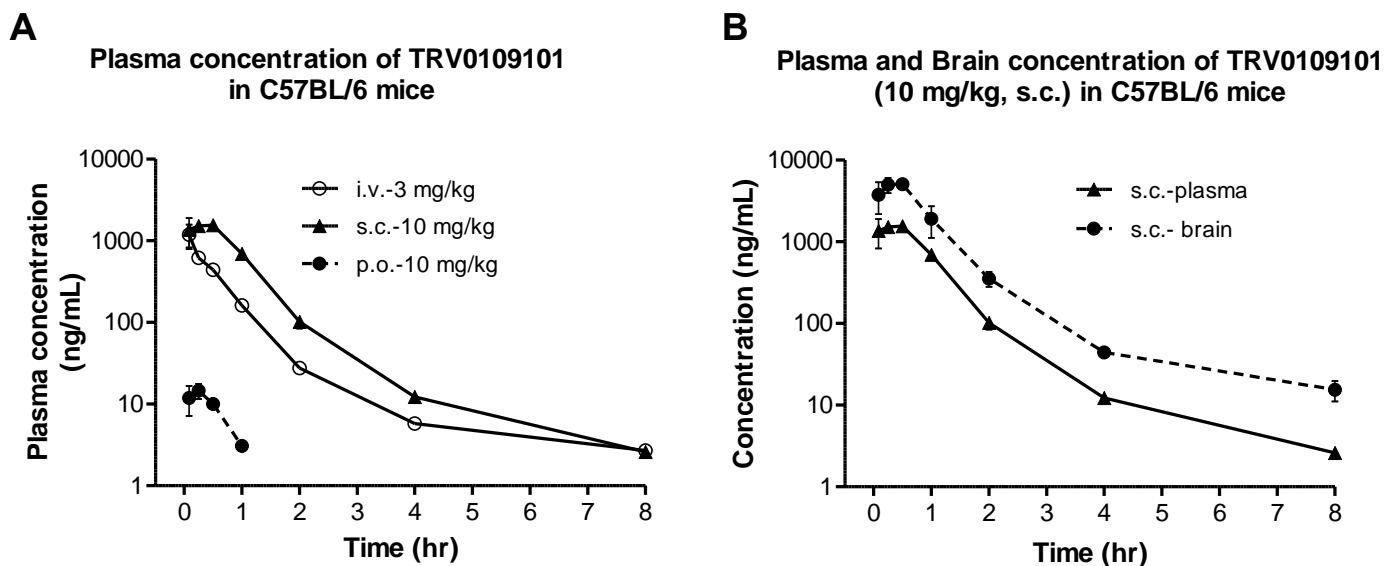 A
Plasma concentration of TRV0109101
in C57BL/6 mice
Plasma concentration
(ng/mL)
10000
1000
100
10
1
i.v.-3 mg/kg
s.c.-10 mg/kg
p.o.-10 mg/kg
0 1 2 3 4 5 6 7 8
Time (hr)
B
Plasma and Brain concentration of TRV0109101
(10 mg/kg, s.c.) in C57BL/6 mice
Concentration (ng/mL)
10000
1000
100
10
1
s.c.-plasma
s.c.- brain
0 1 2 3 4 5 6 7 8
Time (hr)